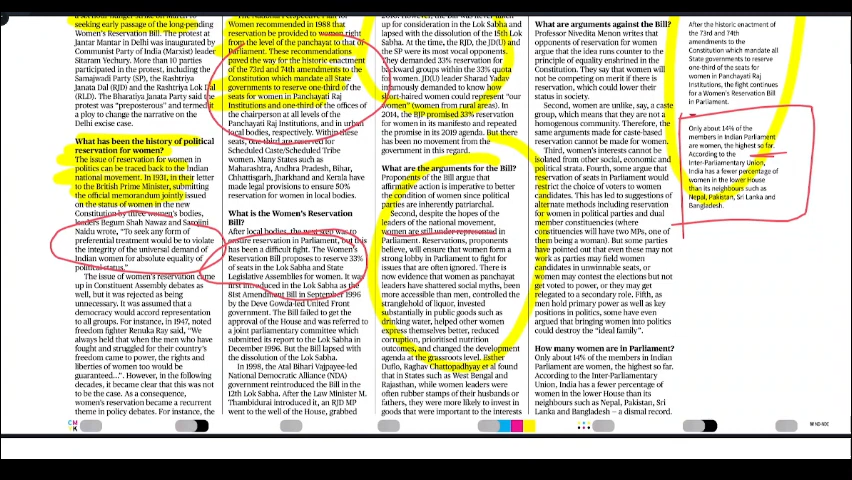 seeking early passage of the long-pending
Women's Reservation Bill. The protest at
Jantar Mantar in Delhi was inaugurated by
Communist Party of India (Marxist) leader
Sitaram Yechury. More than 10 parties
participated in the protest, including the
Samajwadi Party (SP), the Rashtriya
Janata Dal (RJD) and the Rashtriya Lok Dal
(RLD). The Bharatiya Janata Party said the
protest was "preposterous" and termed it
a ploy to change the narrative on the
Delhi excise case.
What has been the history of political
reservation for women?
The issue of reservation for women in
politics can be traced back to the Indian
national movement. In 1931, in their letter
to the British Prime Minister, submitting
the official memorandum jointly issued
on the status of women in the new
Constitution by three women's bodies,
leaders Begum Shah Nawaz and Sarojini
Naidu wrote, "To seek any form of
preferential treatment would be to violate
the integrity of the universal demand of
Indian women for absolute equality of
political status."
The issue of women's reservation came
up in Constituent Assembly debates as
well, but it was rejected as being
unnecessary. It was assumed that a
democracy would accord representation
to all groups. For instance, in 1947, noted
freedom fighter Renuka Ray said, "We
always held that when the men who have
fought and struggled for their country's
freedom came to power, the rights and
liberties of women too would be
guaranteed...". However, in the following
decades, it became clear that this was not
to be the case. As a consequence,
women's reservation became a recurrent
theme in policy debates. For instance, the
Women recommended in 1988 that
reservation be provided to women right
from the level of the panchayat to that of
Parliament. These recommendations
paved the way for the historic enactment
of the 73rd and 74th amendments to the
Constitution which mandate all State
governments to reserve one-third of the
seats for women in Panchayati Raj
Institutions and one-third of the offices of
the chairperson at all levels of the
Panchayati Raj Institutions, and in urban
local bodies, respectively. Within these
seats, one-third are reserved for
Scheduled Caste/Scheduled Tribe
women. Many States such as
Maharashtra, Andhra Pradesh, Bihar,
Chhattisgarh, Jharkhand and Kerala have
made legal provisions to ensure 50%
reservation for women in local bodies.
What is the Women's Reservation
Bill?
After local bodies, the next step was to
ensure reservation in Parliament, but this
has been a difficult fight. The Women's
Reservation Bill proposes to reserve 33%
of seats in the Lok Sabha and State
Legislative Assemblies for women. It was
first introduced in the Lok Sabha as the
81st Amendment Bill in September 1996
by the Deve Gowda-led United Front
government. The Bill failed to get the
approval of the House and was referred to
a joint parliamentary committee which
submitted its report to the Lok Sabha in
December 1996. But the Bill lapsed with
the dissolution of the Lok Sabha.
In 1998, the Atal Bihari Vajpayee-led
National Democratic Alliance (NDA)
government reintroduced the Bill in the
12th Lok Sabha. After the Law Minister M.
Thambidurai introduced it, an RJD MP
went to the well of the House, grabbed
up for consideration in the Lok Sabha and
lapsed with the dissolution of the 15th Lok
Sabha. At the time, the RJD, the JD(U) and
the SP were its most vocal opponents.
They demanded 33% reservation for
backward groups within the 33% quota
for women. JD(U) leader Sharad Yadav
infamously demanded to know how
short-haired women could represent "our
women" (women from rural areas). In
2014, the BJP promised 33% reservation
for women in its manifesto and repeated
the promise in its 2019 agenda. But there
has been no movement from the
government in this regard.
What are the arguments for the Bill?
Proponents of the Bill argue that
affirmative action is imperative to better
the condition of women since political
parties are inherently patriarchal.
Second, despite the hopes of the
leaders of the national movement,
women are still under represented in
Parliament. Reservations, proponents
believe, will ensure that women form a
strong lobby in Parliament to fight for
issues that are often ignored. There is
now evidence that women as panchayat
leaders have shattered social myths, been
more accessible than men, controlled the
stranglehold of liquor, invested
substantially in public goods such as
drinking water, helped other women
express themselves better, reduced
corruption, prioritised nutrition
outcomes, and changed the development
agenda at the grassroots level. Esther
Duflo, Raghav Chattopadhyay et al found
that in States such as West Bengal and
Rajasthan, while women leaders were
often rubber stamps of their husbands or
fathers, they were more likely to invest in
goods that were important to the interests
What are arguments against the Bill?
Professor Nivedita Menon writes that
opponents of reservation for women
argue that the idea runs counter to the
principle of equality enshrined in the
Constitution. They say that women will
not be competing on merit if there is
reservation, which could lower their
status in society.
Second, women are unlike, say, a caste
group, which means that they are not a
homogenous community. Therefore, the
same arguments made for caste-based
reservation cannot be made for women.
Third, women's interests cannot be
isolated from other social, economic and
political strata. Fourth, some argue that
reservation of seats in Parliament would
restrict the choice of voters to women
candidates. This has led to suggestions of
alternate methods including reservation
for women in political parties and dual
member constituencies (where
constituencies will have two MPs, one of
them being a woman). But some parties
have pointed out that even these may not
work as parties may field women
candidates in unwinnable seats, or
women may contest the elections but not
get voted to power, or they may get
relegated to a secondary role. Fifth, as
men hold primary power as well as key
positions in politics, some have even
argued that bringing women into politics
could destroy the "ideal family".
How many women are in Parliament?
Only about 14% of the members in Indian
Parliament are women, the highest so far.
According to the Inter-Parliamentary
Union, India has a fewer percentage of
women in the lower House than its
neighbours such as Nepal, Pakistan, Sri
Lanka and Bangladesh – a dismal record.
After the historic enactment of
the 73rd and 74th
amendments to the
Constitution which mandate all
State governments to reserve
one-third of the seats for
women in Panchayati Raj
Institutions, the fight continues
for a Women's Reservation Bill
in Parliament.
Only about 14% of the
members in Indian Parliament
are women, the highest so far.
According to the
Inter-Parliamentary Union,
India has a fewer percentage of
women in the lower House
than its neighbours such as
Nepal, Pakistan, Sri Lanka and
Bangladesh.